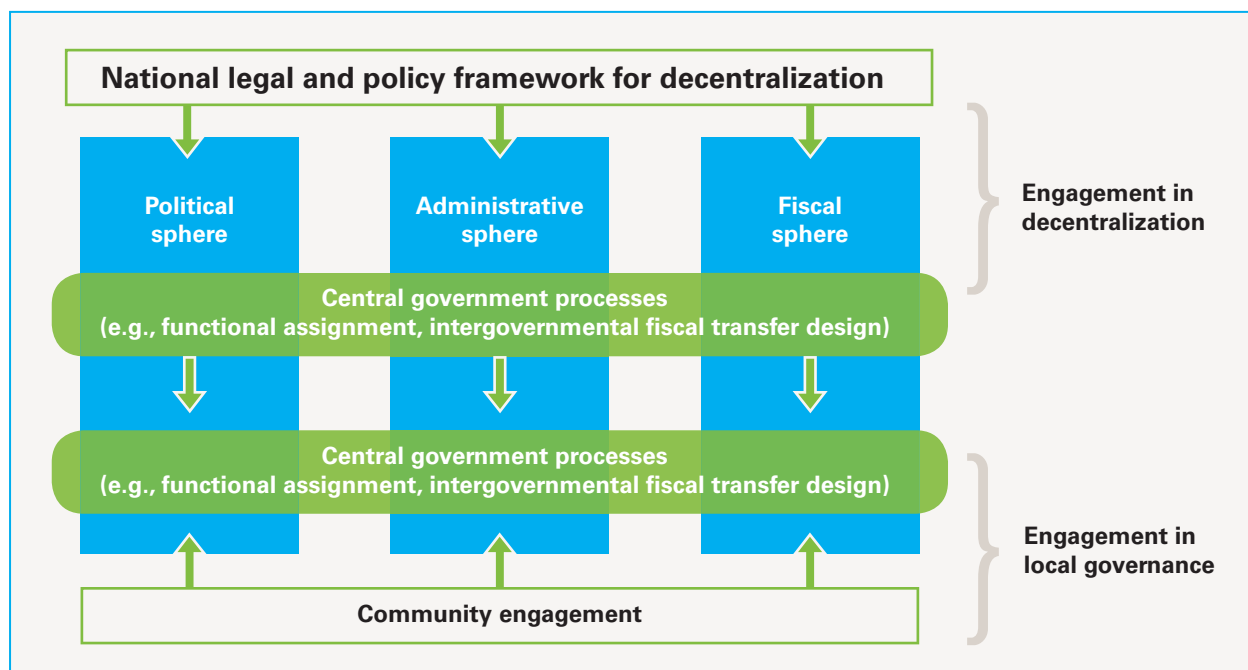 National legal and policy framework for decentralization
Political
sphere
Administrative
sphere
Fiscal
sphere
Engagement in
decentralization
Central government processes
(e.g., functional assignment, intergovernmental fiscal transfer design)
Central government processes
(e.g., functional assignment, intergovernmental fiscal transfer design)
Engagement in
local governance
Community engagement